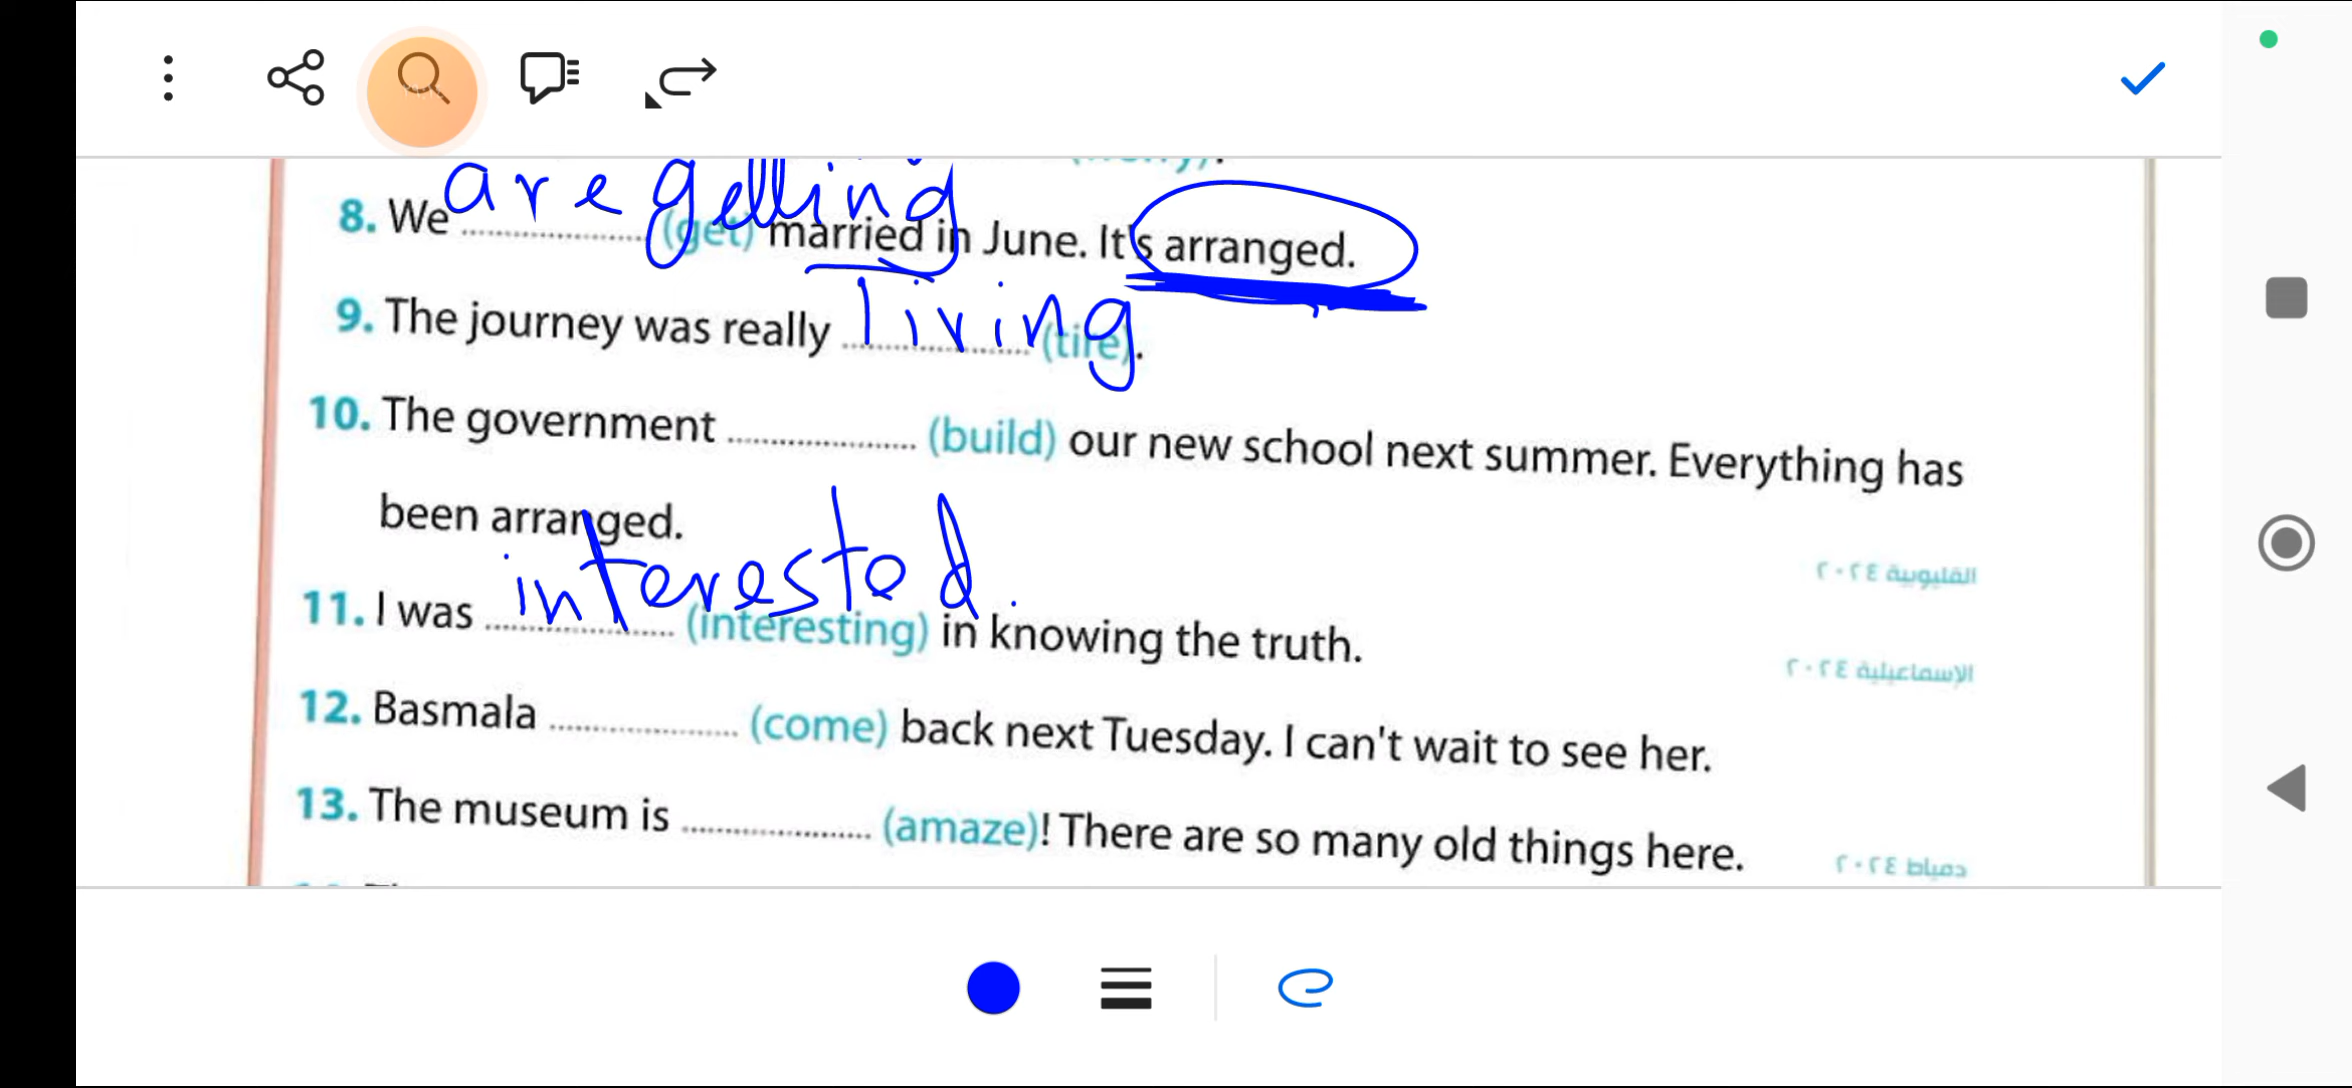 are getting
8. We .................. (get) married in June. It's arranged.
tiring
9. The journey was really .................. (tire).
10. The government .................. (build) our new school next summer. Everything has
been arranged.
القليوبية ٢٠٢٤
interested
11. I was .................. (interesting) in knowing the truth.
الإسماعيلية ٢٠٢٤
12. Basmala .................. (come) back next Tuesday. I can't wait to see her.
13. The museum is .................. (amaze)! There are so many old things here.
دمياط ٢٠٢٤